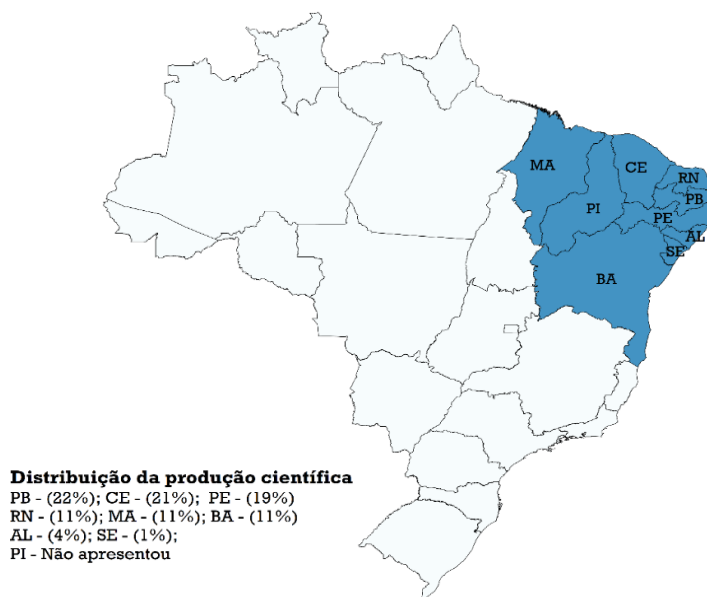 MA
CE
RN
PB
PI
PE
AL
SE
BA
Distribuição da produção científica
PB - (22%); CE - (21%);  PE - (19%)
RN - (11%); MA - (11%); BA - (11%)
AL - (4%); SE - (1%);
PI - Não apresentou